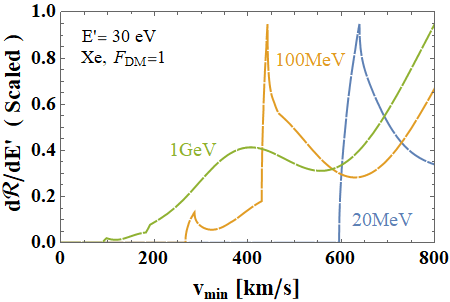 1.0
0.8
0.6
0.4
0.2
0.0
dℛ/dE' ( Scaled )
E'= 30 eV
Xe, F_DM=1
100MeV
1GeV
20MeV
0 200 400 600 800
v_min [km/s]